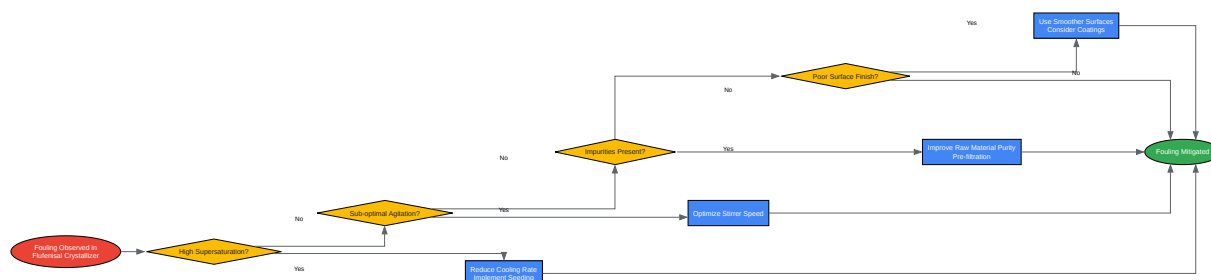 Yes
Use Smoother Surfaces
Consider Coatings
Poor Surface Finish?
No
No
Impurities Present?
Yes
Improve Raw Material Purity
Pre-filtration
Fouling Mitigated
No
Sub-optimal Agitation?
Yes
Optimize Stirrer Speed
No
Fouling Observed in
Flufenisal Crystallizer
High Supersaturation?
Yes
Reduce Cooling Rate
Implement Seeding